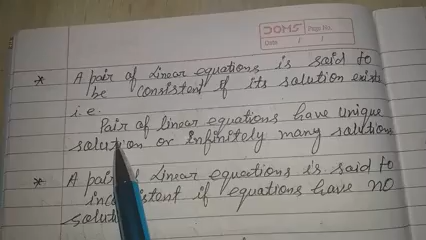 DOMS Page No.
Date / /
* A pair of Linear equations is said to
be consistent if its solution exists
i.e.
Pair of linear equations have unique
solution or infinitely many solutions
* A pair Linear equations is said to
if equations have no